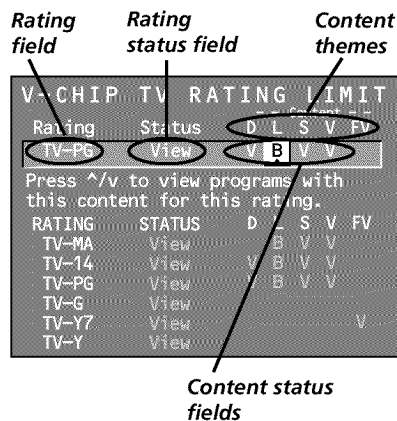 Rating field
Rating status field
Content themes
V-CHIP TV RATING LIMIT
- - Content - -
Rating Status D L S V FV
TV-PG View V B V V
Press ^/v to view programs with
this content for this rating.
RATING STATUS D L S V FV
TV-MA View B V V
TV-14 View V B V V
TV-PG View V B V V
TV-G View
TV-Y7 View V
TV-Y View
Content status fields